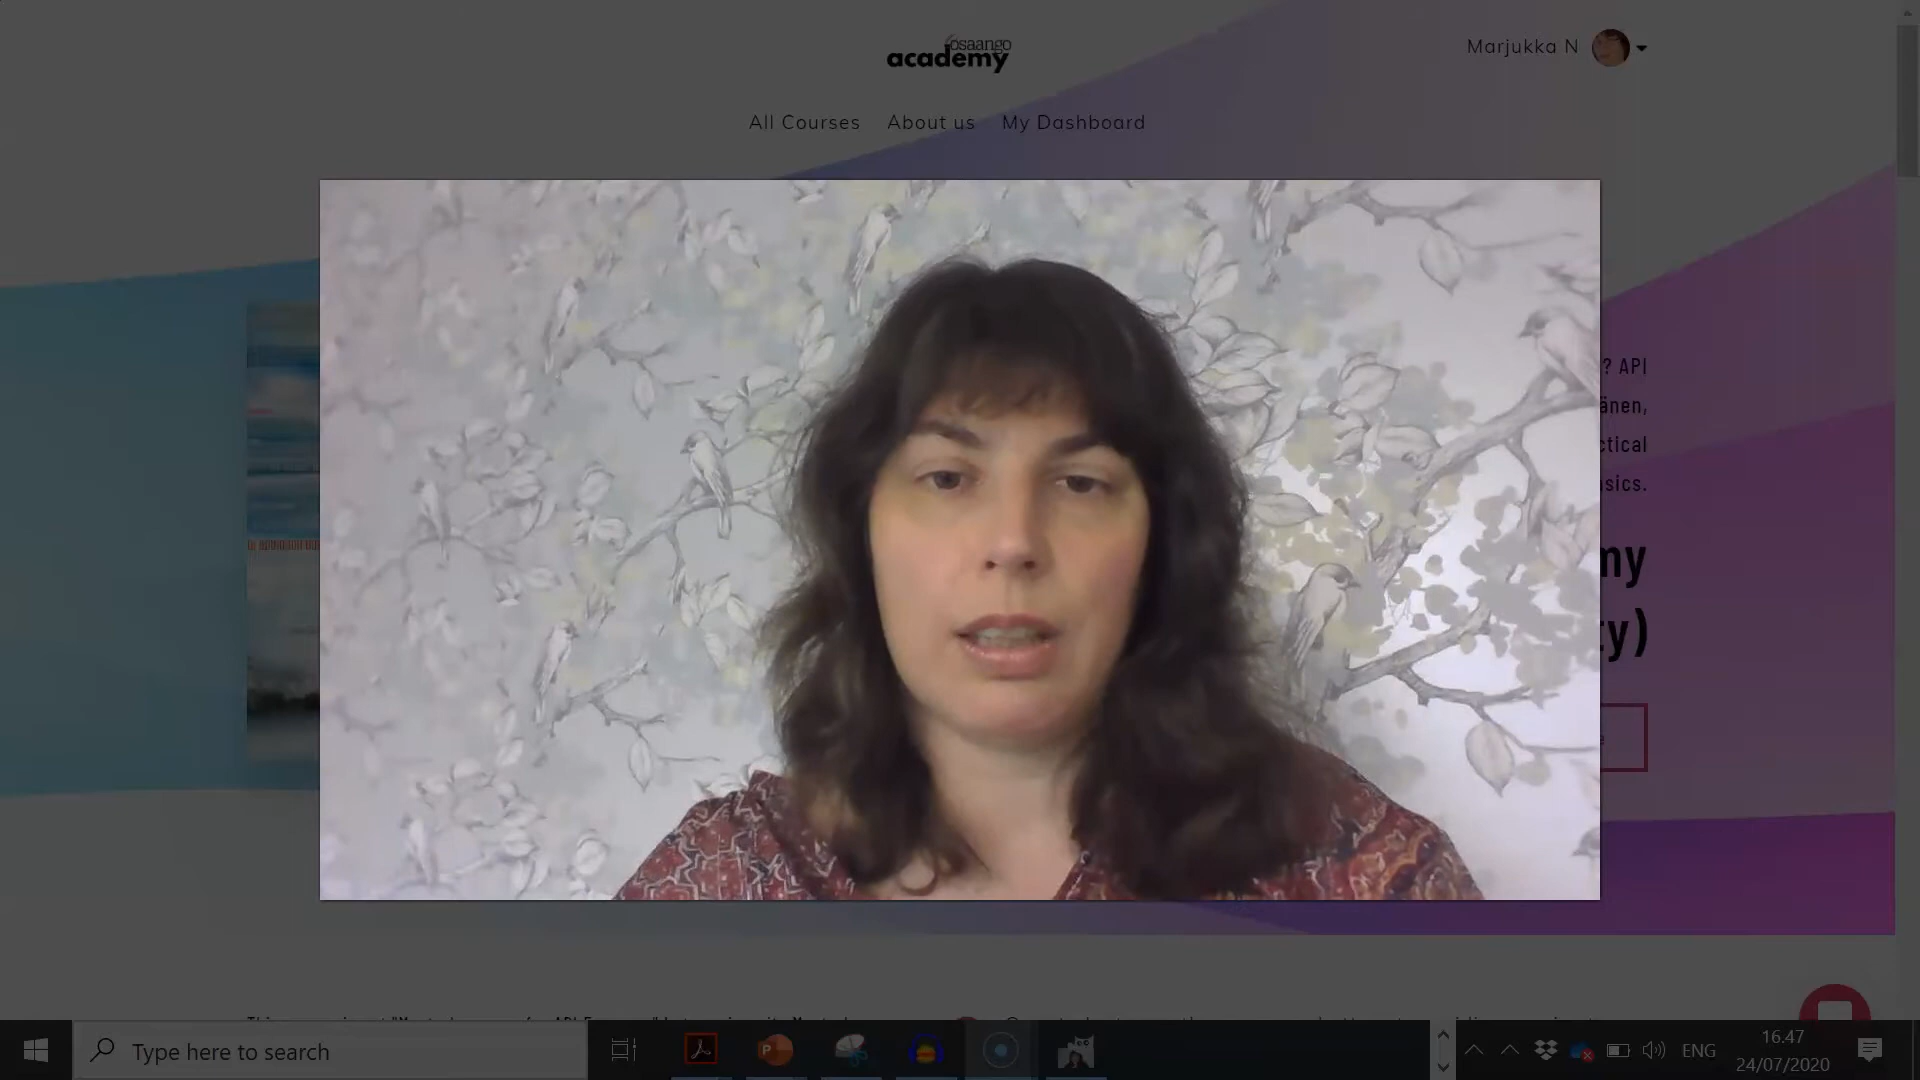 osaango
academy
Marjukka N
All Courses About us My Dashboard
? API
änen,
ctical
asics.
my
ty)
Type here to search
ENG
16.47
24/07/2020